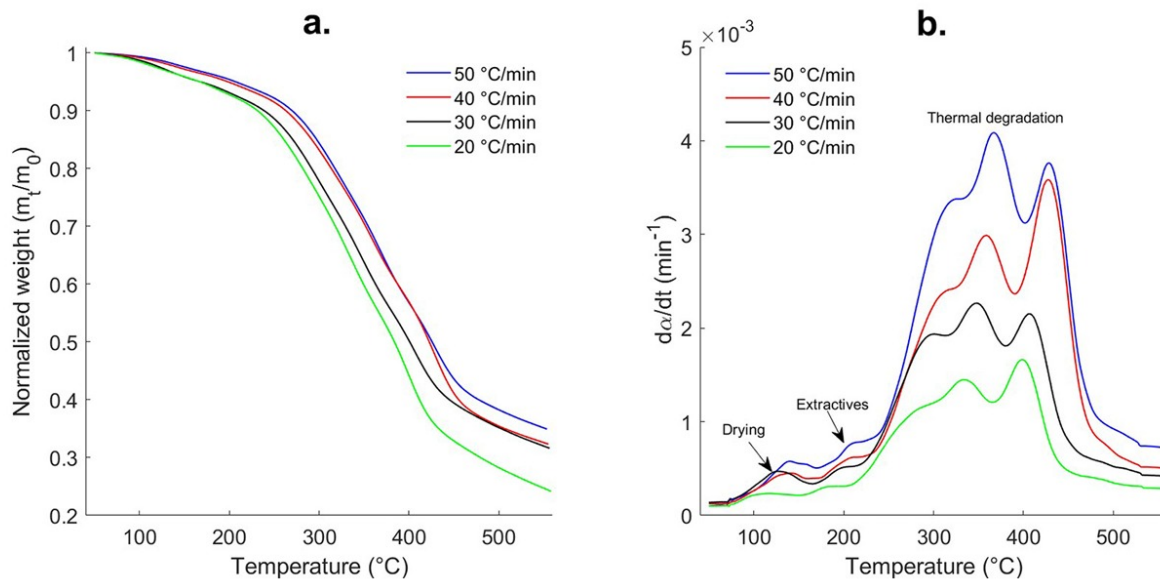 a.
1
0.9
0.8
0.7
0.6
0.5
0.4
0.3
0.2
Normalized weight (m_t/m_0)
50 °C/min
40 °C/min
30 °C/min
20 °C/min
100
200
300
400
500
Temperature (°C)
b.
×10⁻³
5
4
3
2
1
0
dα/dt (min⁻¹)
50 °C/min
40 °C/min
30 °C/min
20 °C/min
Thermal degradation
Extractives
Drying
100
200
300
400
500
Temperature (°C)